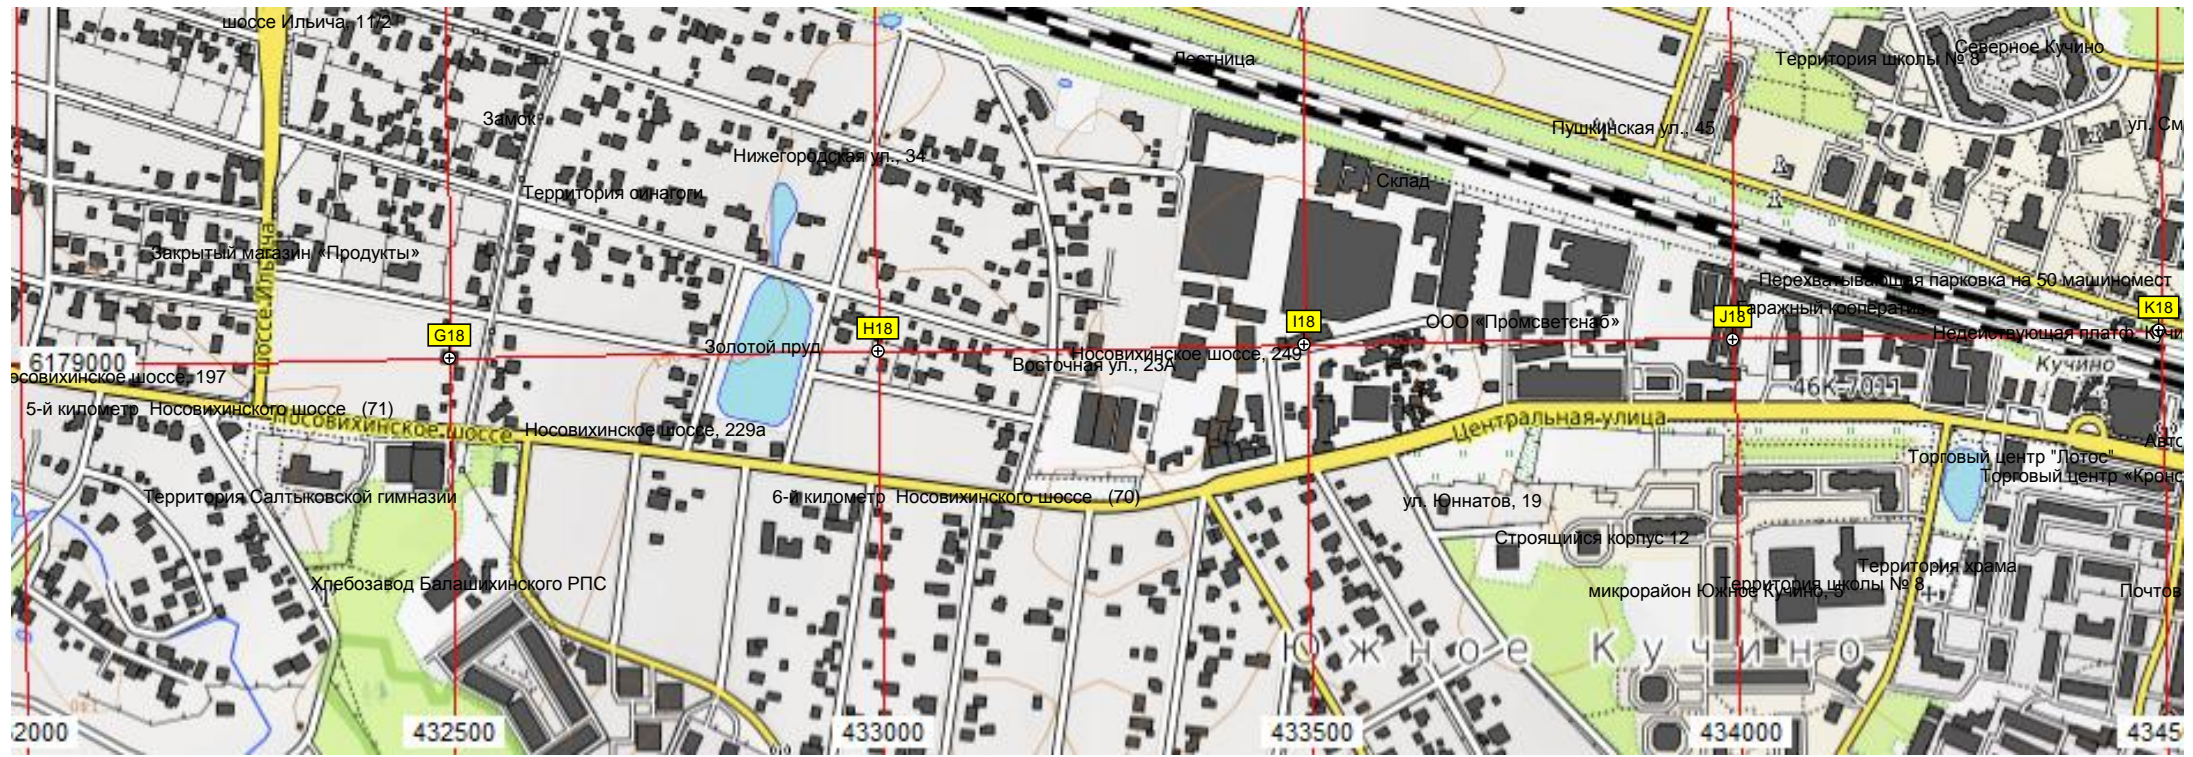 шоссе Ильича, 11/2
Северное Кучино
Лестница
Территория школы № 8
Замок
Пушкинская ул., 45
ул. См
Нижегородская ул., 34
Склад
Территория синагоги
Закрытый магазин «Продукты»
шоссе Ильича
Перехватывающая парковка на 50 машиномест
Гаражный кооператив
K18
J18
I18
H18
G18
ООО «Промсветснаб»
Недействующая платф. Кучи
Золотой пруд
Носовихинское шоссе, 249
Восточная ул., 23А
6179000
Кучино
осовихинское шоссе, 197
46К-7011
5-й километр Носовихинского шоссе (71)
Носовихинское шоссе
Носовихинское шоссе, 229а
Центральная улица
Авто
Торговый центр "Лотос"
Торговый центр «Кронс
Территория Салтыковской гимназии
6-й километр Носовихинского шоссе (70)
ул. Юннатов, 19
Строящийся корпус 12
Территория храма
Хлебозавод Балашихинского РПС
Территория школы № 8
микрорайон Южное Кучино, 5
Почтов
Южное Кучино
140
2000
432500
433000
433500
434000
4345